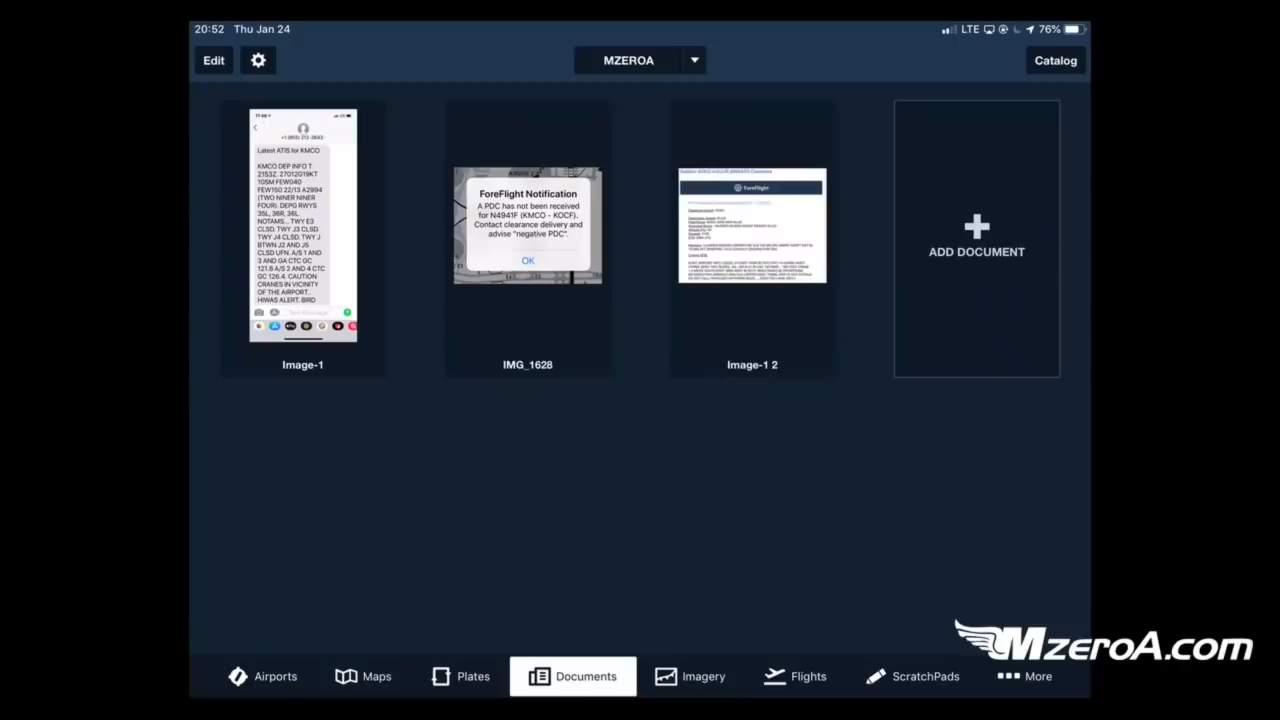 20:52 Thu Jan 24
LTE 76%
Edit
MZEROA
Catalog
+1 (855) 212-3643
Latest ATIS for KMCO
KMCO DEP INFO T
2153Z. 27012G19KT
10SM FEW040
FEW150 22/13 A2994
(TWO NINER NINER
FOUR). DEPG RWYS
35L, 36R, 36L.
NOTAMS... TWY E3
CLSD. TWY J3 CLSD.
TWY J4 CLSD. TWY J
BTWN J2 AND J5
CLSD UFN. A/S 1 AND
3 AND GA CTC GC
121.8 A/S 2 AND 4 CTC
GC 126.4. CAUTION
CRANES IN VICINITY
OF THE AIRPORT..
HIWAS ALERT. BIRD
Text Message
Image-1
ForeFlight Notification
A PDC has not been received
for N4941F (KMCO - KOCF).
Contact clearance delivery and
advise "negative PDC".
OK
IMG_1628
ForeFlight
Image-1 2
ADD DOCUMENT
MzeroA.com
Airports
Maps
Plates
Documents
Imagery
Flights
ScratchPads
More